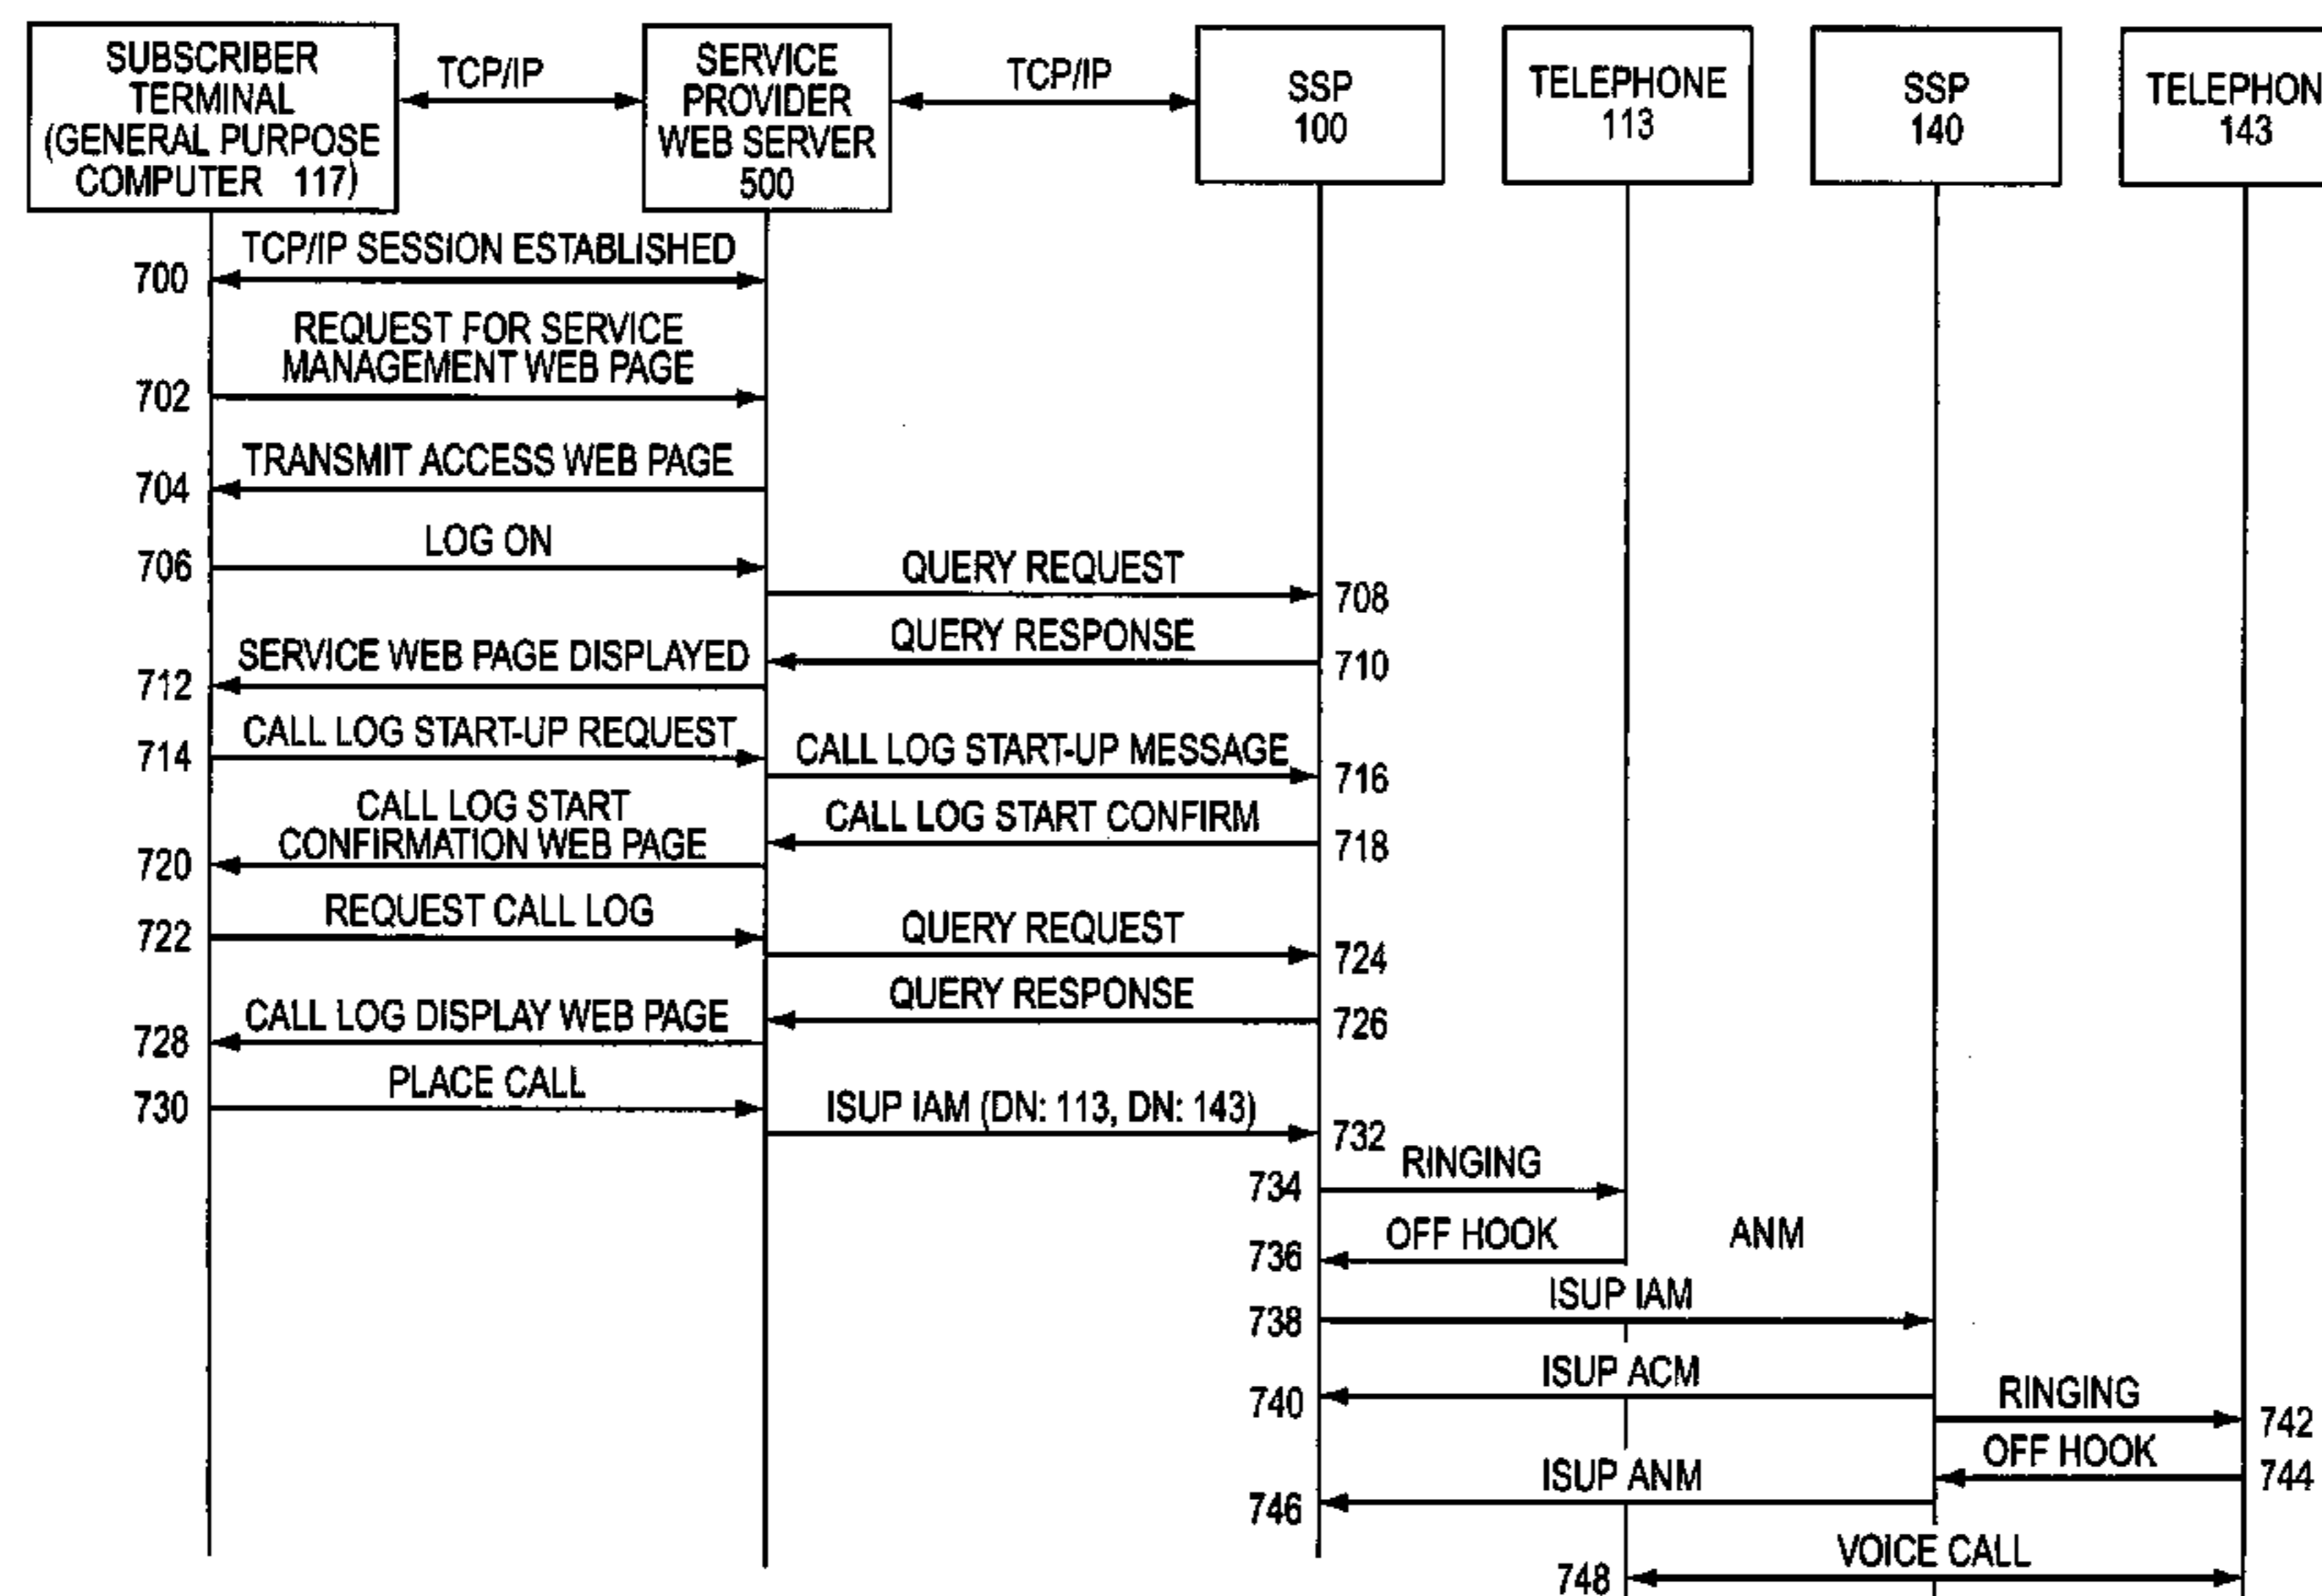 SUBSCRIBER
TERMINAL
(GENERAL PURPOSE
COMPUTER 117)
TCP/IP
SERVICE
PROVIDER
WEB SERVER
500
TCP/IP
SSP
100
TELEPHONE
113
SSP
140
TELEPHON
143
TCP/IP SESSION ESTABLISHED
700
REQUEST FOR SERVICE
MANAGEMENT WEB PAGE
702
TRANSMIT ACCESS WEB PAGE
704
LOG ON
706
QUERY REQUEST
708
QUERY RESPONSE
710
SERVICE WEB PAGE DISPLAYED
712
CALL LOG START-UP REQUEST
714
CALL LOG START-UP MESSAGE
716
CALL LOG START CONFIRM
718
CALL LOG START
CONFIRMATION WEB PAGE
720
REQUEST CALL LOG
722
QUERY REQUEST
724
QUERY RESPONSE
726
CALL LOG DISPLAY WEB PAGE
728
PLACE CALL
730
ISUP IAM (DN: 113, DN: 143)
732
RINGING
734
OFF HOOK
736
ANM
ISUP IAM
738
ISUP ACM
740
RINGING
742
OFF HOOK
744
ISUP ANM
746
VOICE CALL
748